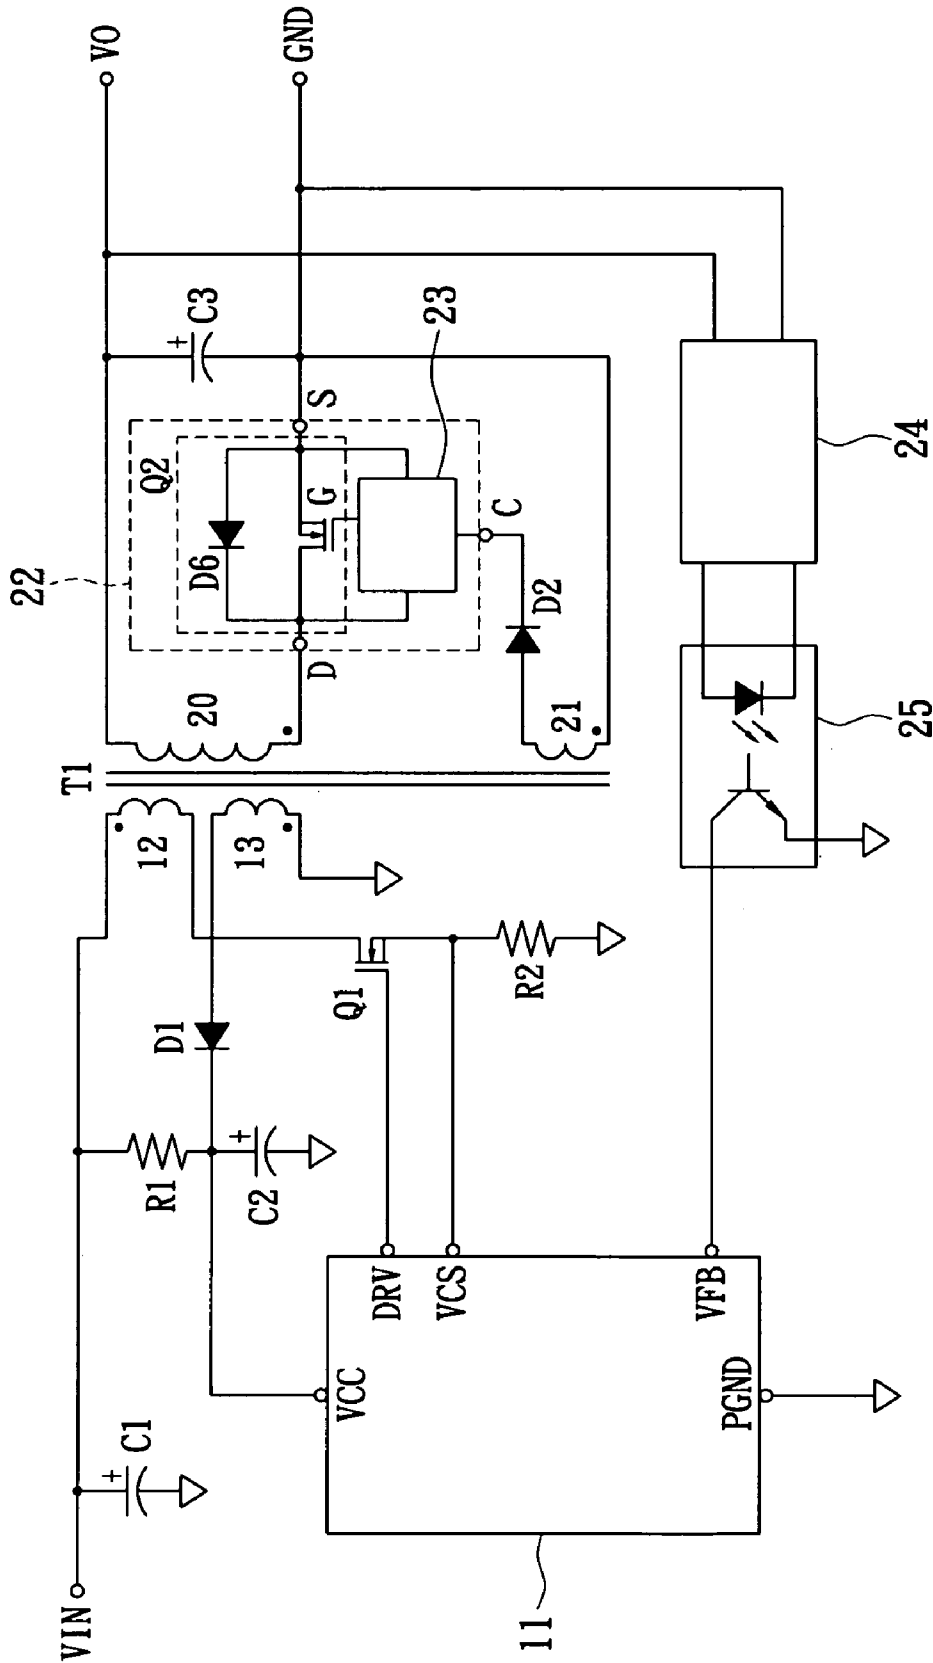 VIN
C1
11
VCC
PGND
DRV
VCS
VFB
R1
C2
D1
Q1
R2
12
13
T1
20
21
25
22
D
D6
Q2
G
S
C
D2
23
24
C3
VO
GND
+
+
+